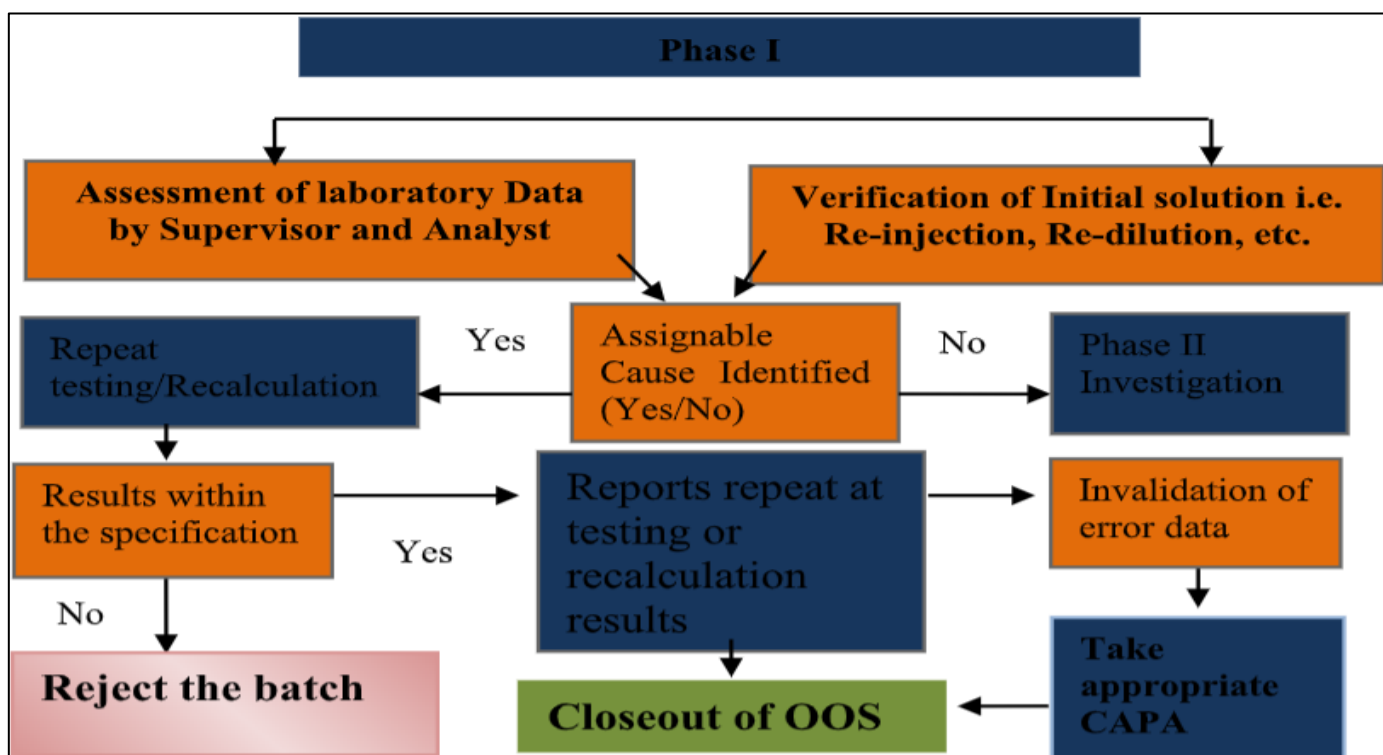 Phase I
Assessment of laboratory Data
by Supervisor and Analyst
Verification of Initial solution i.e.
Re-injection, Re-dilution, etc.
Repeat
testing/Recalculation
Yes
Assignable
Cause Identified
(Yes/No)
No
Phase II
Investigation
Results within
the specification
Yes
Reports repeat at
testing or
recalculation
results
Invalidation of
error data
No
Reject the batch
Closeout of OOS
Take
appropriate
CAPA